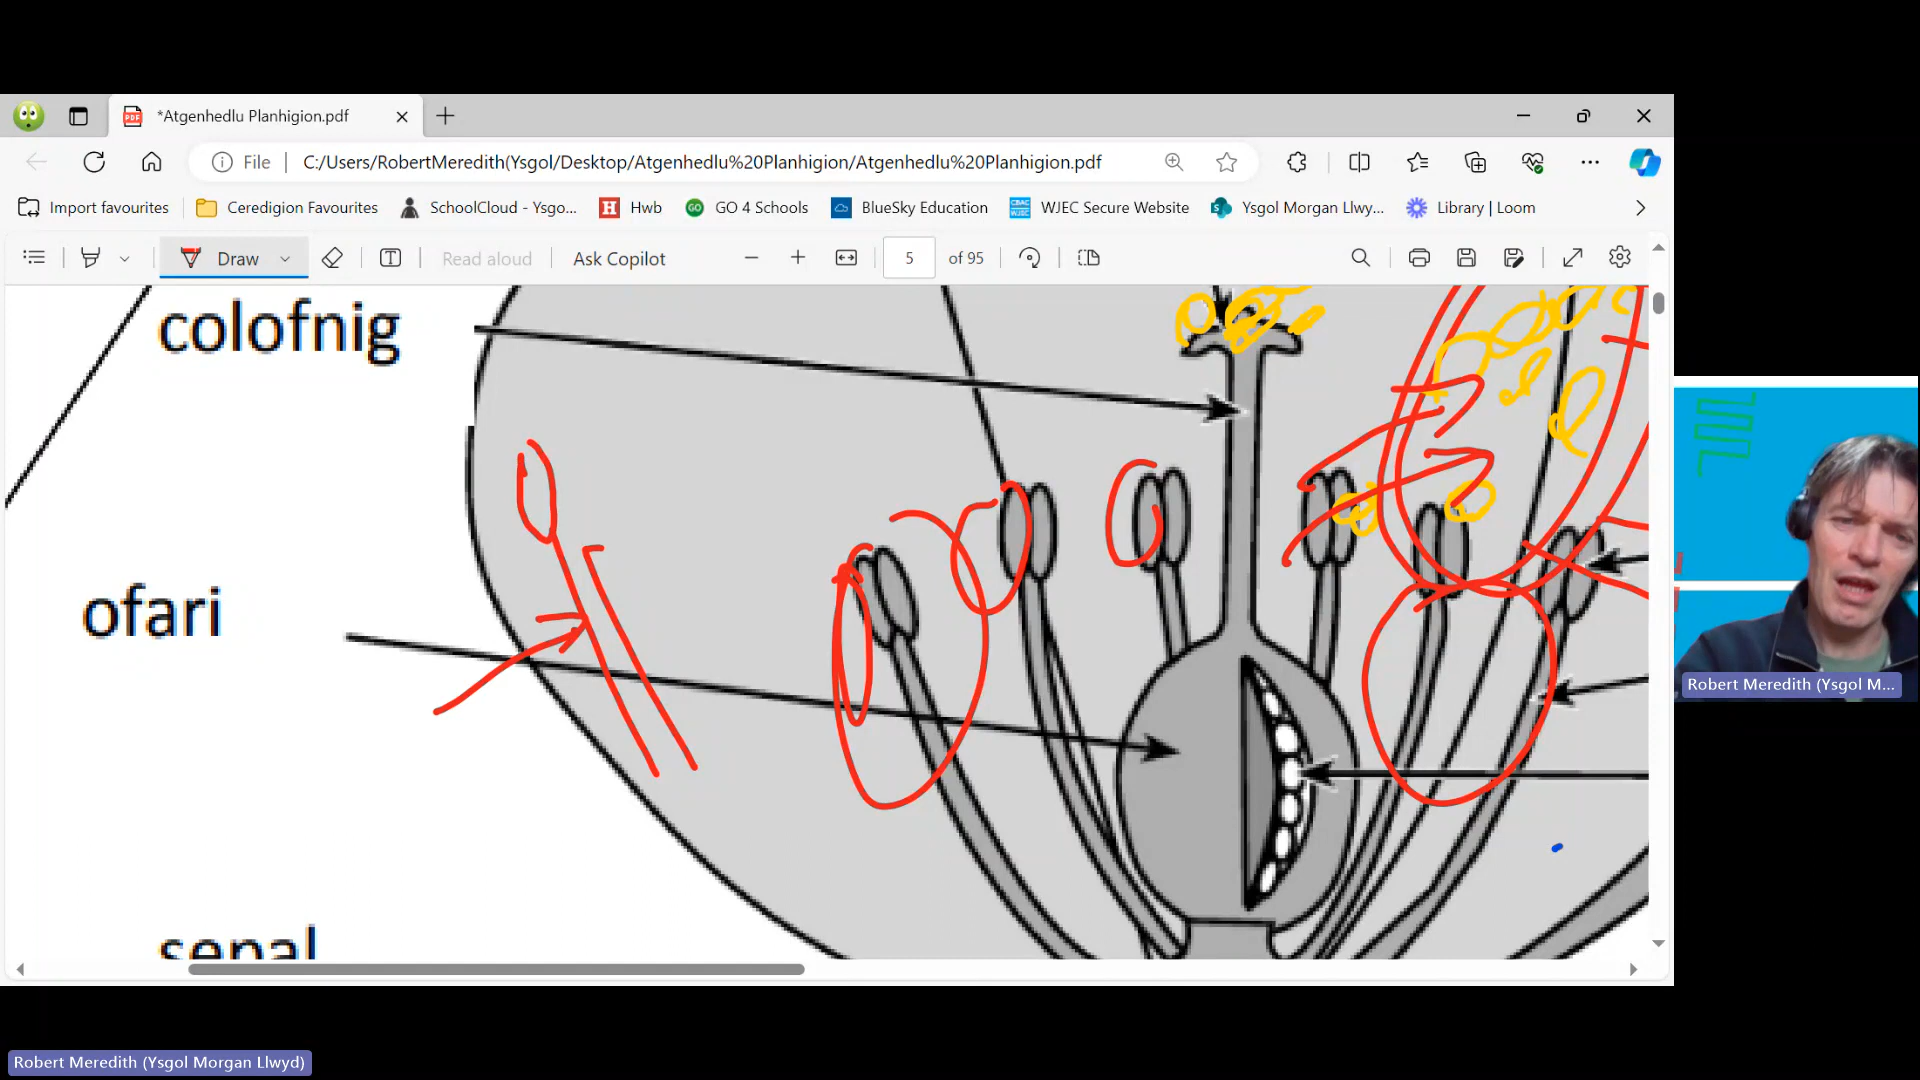 *Atgenhedlu Planhigion.pdf
File
C:/Users/RobertMeredith(Ysgol/Desktop/Atgenhedlu%20Planhigion/Atgenhedlu%20Planhigion.pdf
Import favourites
Ceredigion Favourites
SchoolCloud - Ysgo...
Hwb
GO 4 Schools
BlueSky Education
WJEC Secure Website
Ysgol Morgan Llwy...
Library | Loom
Draw
Read aloud
Ask Copilot
5 of 95
colofnig
ofari
sepal
Robert Meredith (Ysgol M...
Robert Meredith (Ysgol Morgan Llwyd)